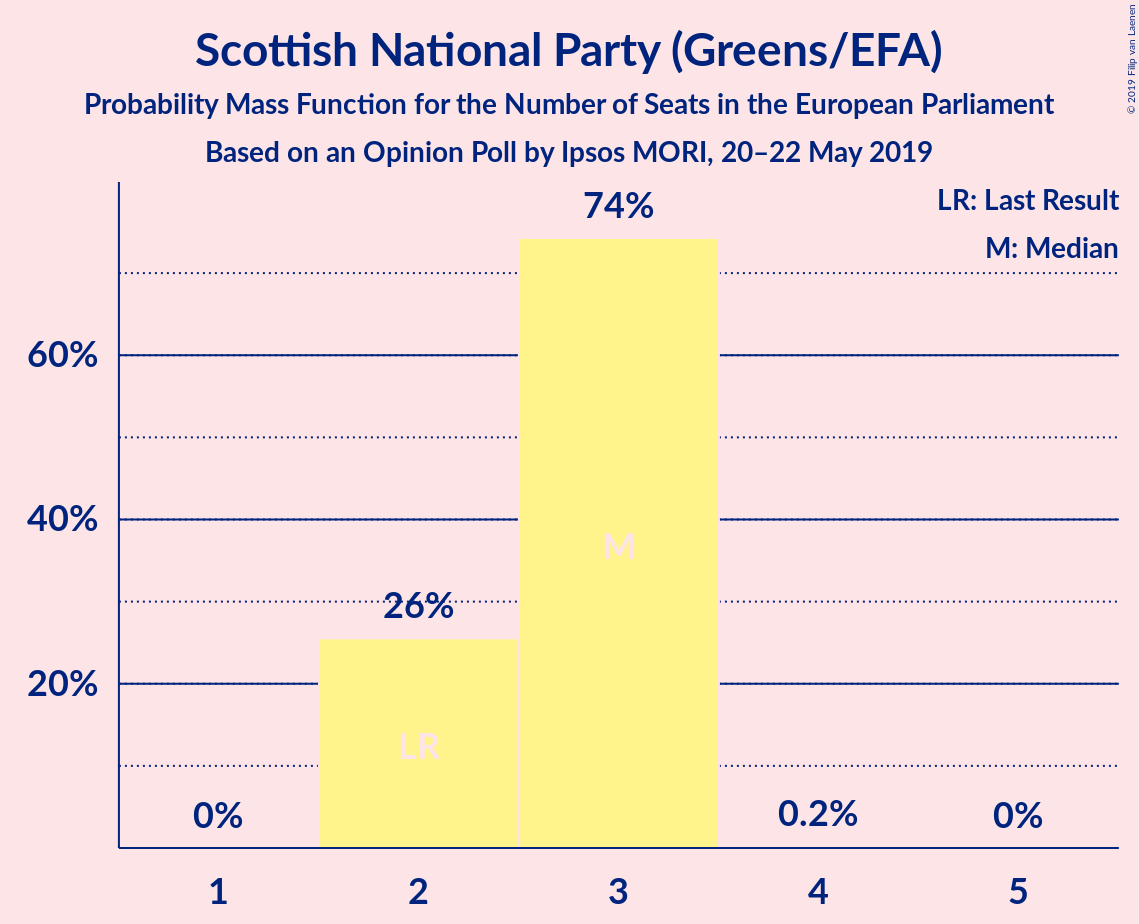 Scottish National Party (Greens/EFA)
Probability Mass Function for the Number of Seats in the European Parliament
Based on an Opinion Poll by Ipsos MORI, 20–22 May 2019
© 2019 Filip van Laenen
LR: Last Result
M: Median
74%
60%
40%
M
26%
20%
LR
0%
0.2%
0%
1 2 3 4 5